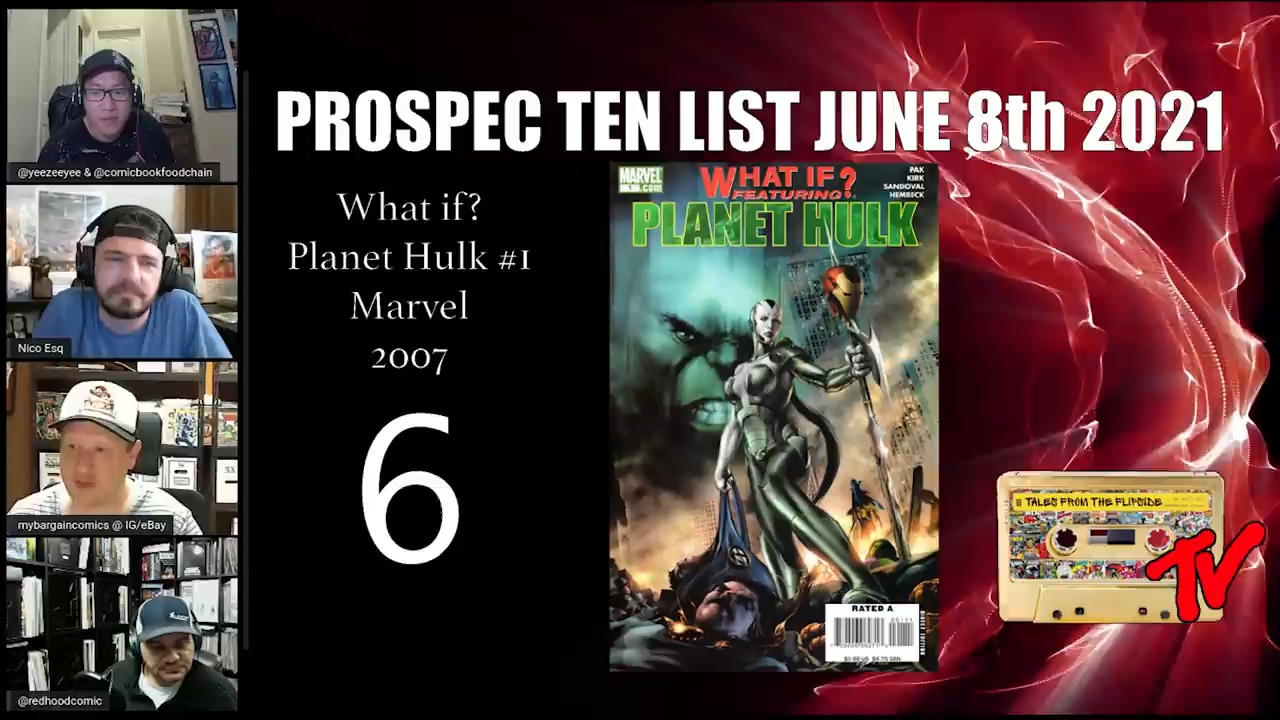 PROSPEC TEN LIST JUNE 8th 2021
@yeezeeyee & @comicbookfoodchain
Nico Esq
mybargaincomics @ IG/eBay
@redhoodcomic
What if?
Planet Hulk #1
Marvel
2007
6
MARVEL
1 .com
WHAT IF?
FEATURING
PLANET HULK
PAK
KIRK
SANDOVAL
HEMBECK
RATED A
TALES FROM THE FLIPSIDE
TV